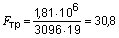 Fтр = 1,81·10⁶ / 3096·19 = 30,8